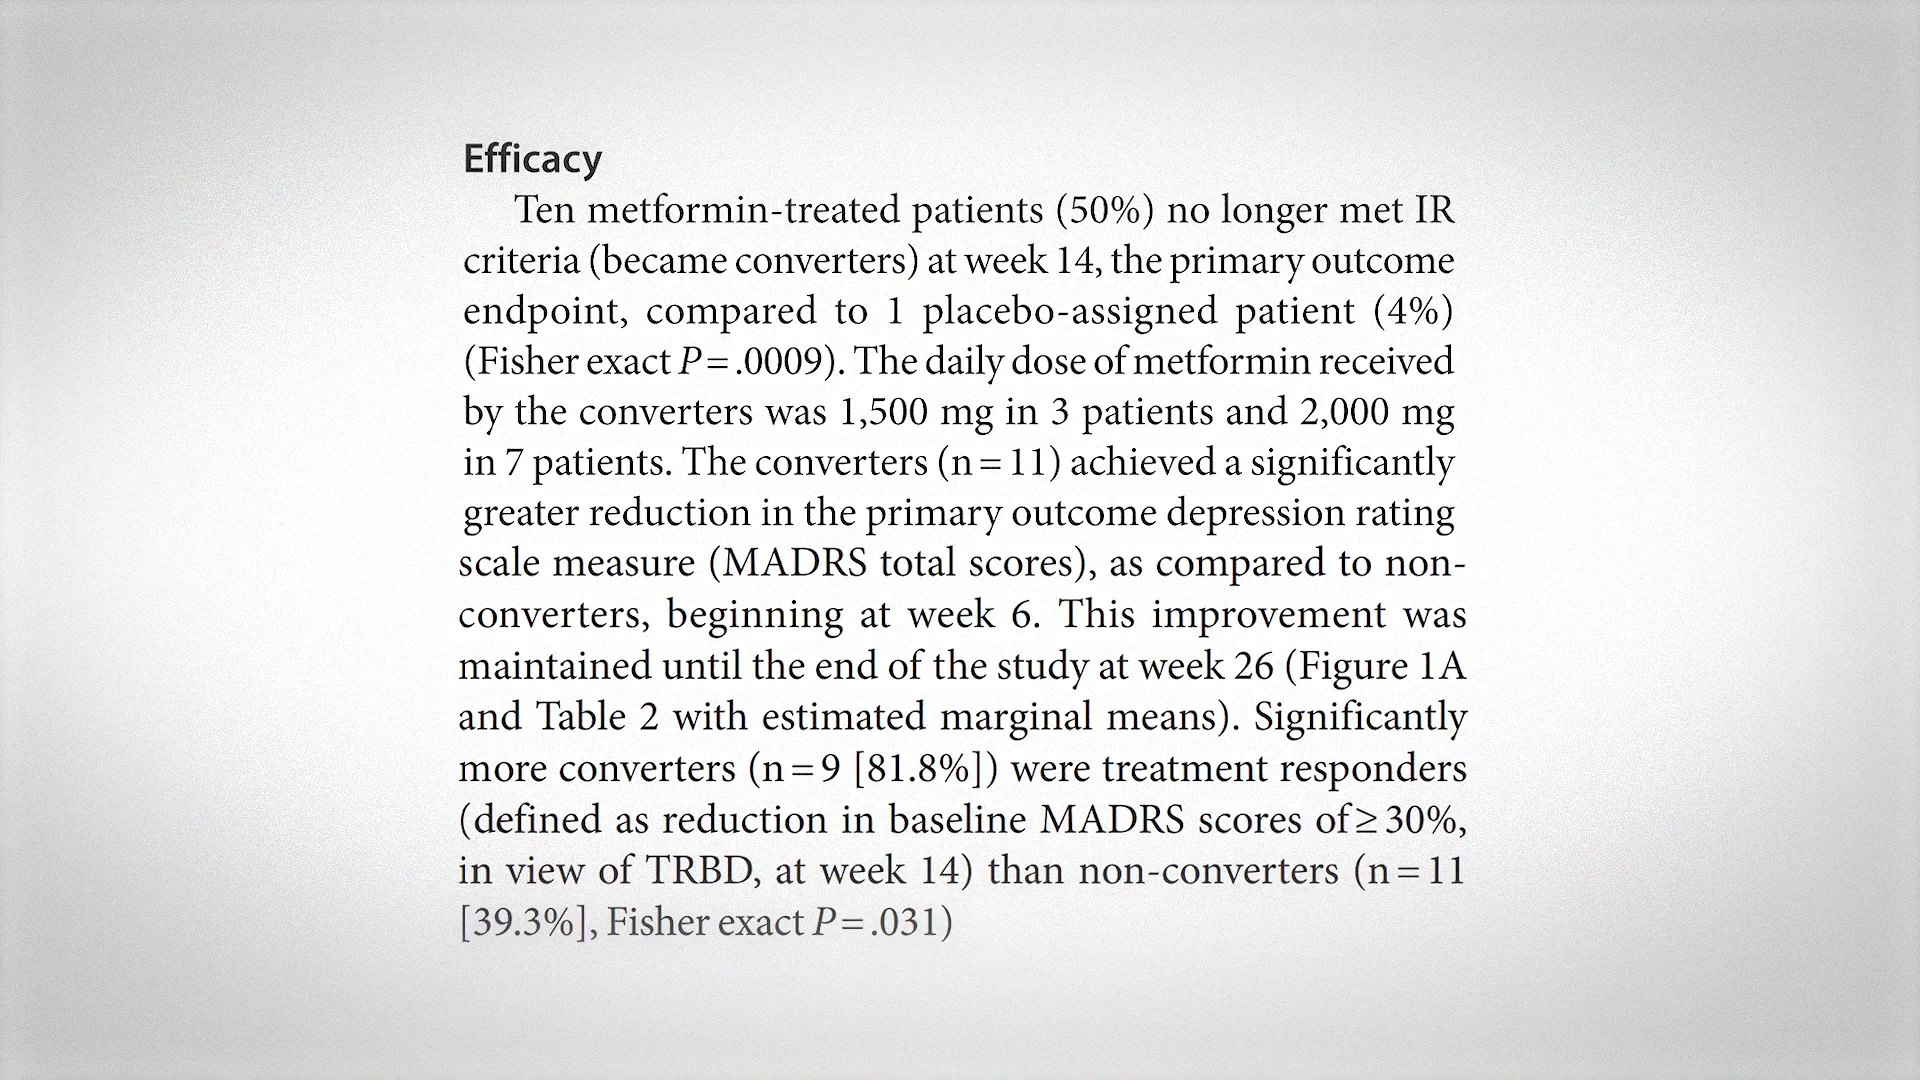 Efficacy
Ten metformin-treated patients (50%) no longer met IR
criteria (became converters) at week 14, the primary outcome
endpoint, compared to 1 placebo-assigned patient (4%)
(Fisher exact P = .0009). The daily dose of metformin received
by the converters was 1,500 mg in 3 patients and 2,000 mg
in 7 patients. The converters (n = 11) achieved a significantly
greater reduction in the primary outcome depression rating
scale measure (MADRS total scores), as compared to non-
converters, beginning at week 6. This improvement was
maintained until the end of the study at week 26 (Figure 1A
and Table 2 with estimated marginal means). Significantly
more converters (n = 9 [81.8%]) were treatment responders
(defined as reduction in baseline MADRS scores of ≥ 30%,
in view of TRBD, at week 14) than non-converters (n = 11
[39.3%], Fisher exact P = .031)